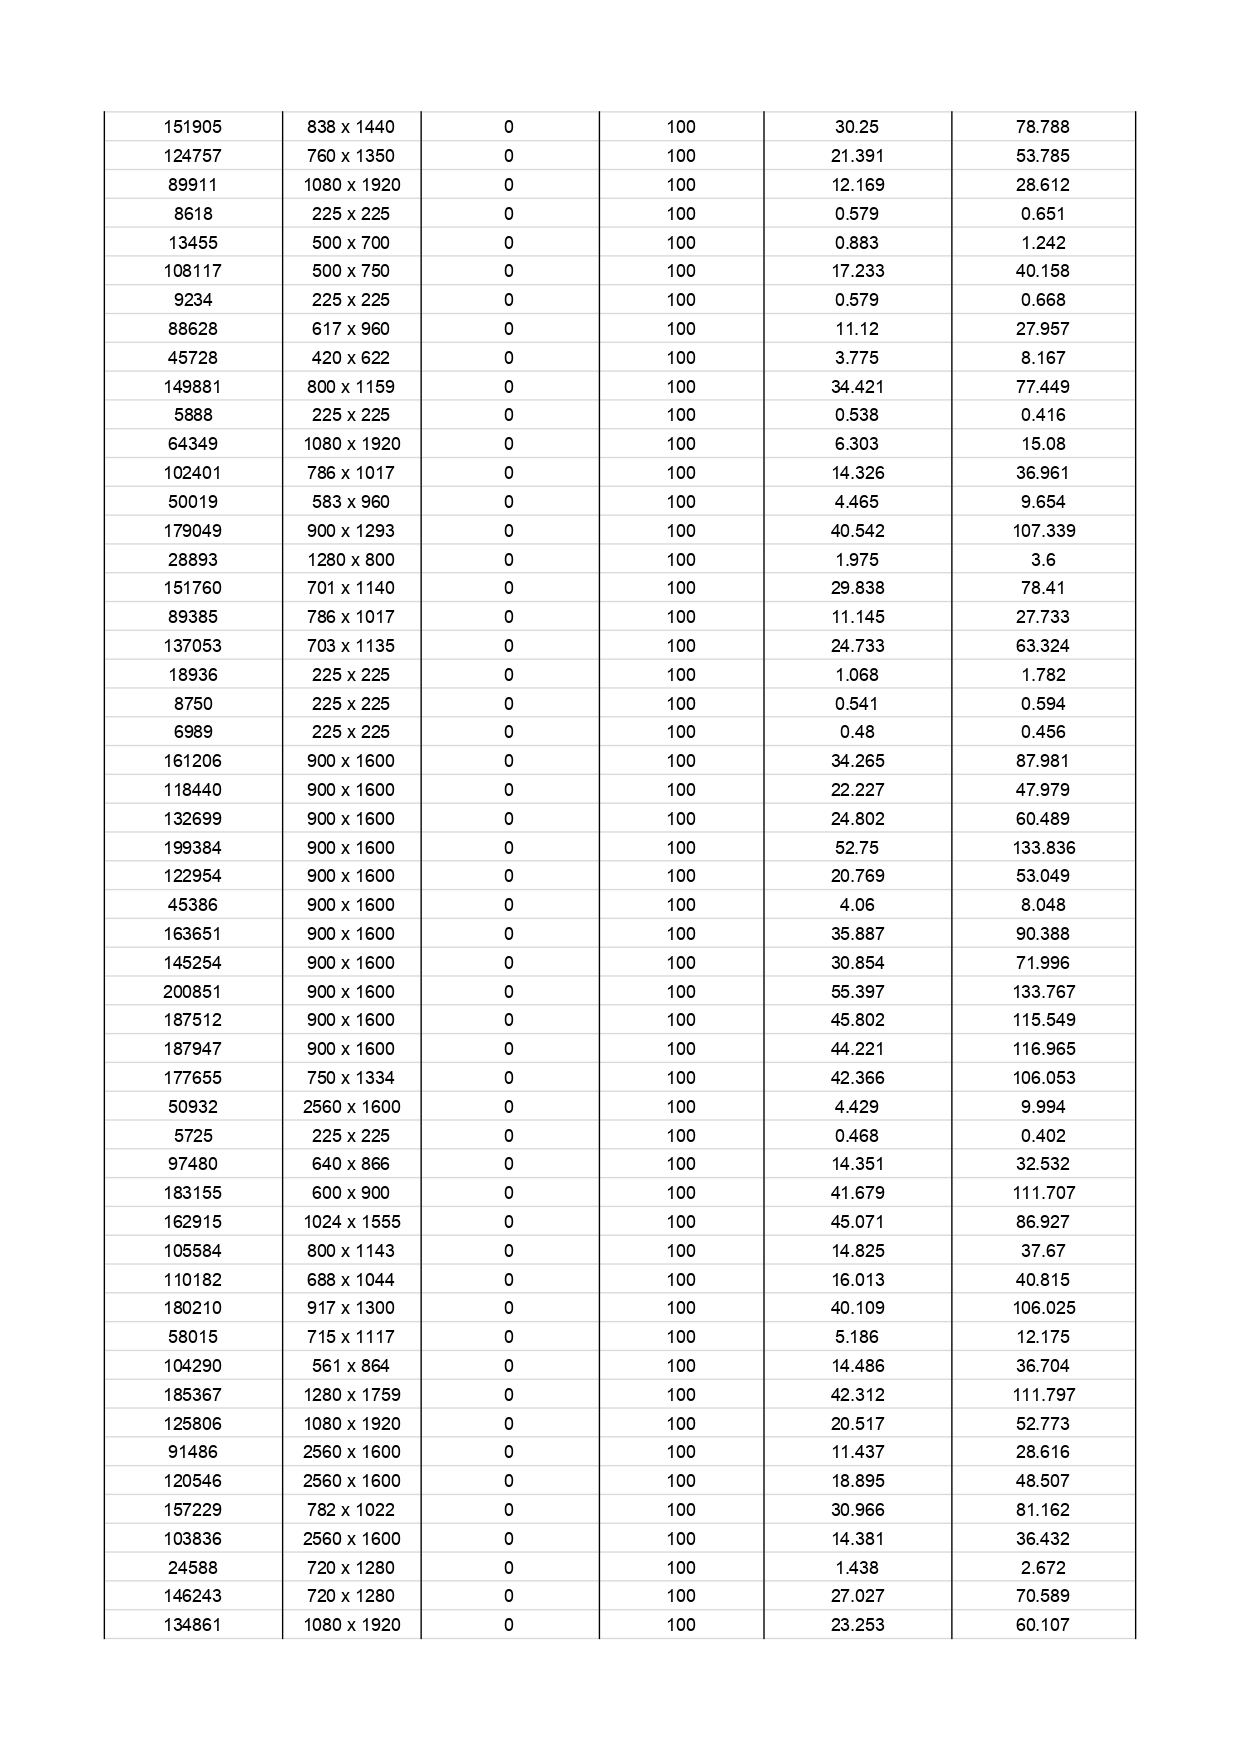 151905 838 x 1440 0 100 30.25 78.788
124757 760 x 1350 0 100 21.391 53.785
89911 1080 x 1920 0 100 12.169 28.612
8618 225 x 225 0 100 0.579 0.651
13455 500 x 700 0 100 0.883 1.242
108117 500 x 750 0 100 17.233 40.158
9234 225 x 225 0 100 0.579 0.668
88628 617 x 960 0 100 11.12 27.957
45728 420 x 622 0 100 3.775 8.167
149881 800 x 1159 0 100 34.421 77.449
5888 225 x 225 0 100 0.538 0.416
64349 1080 x 1920 0 100 6.303 15.08
102401 786 x 1017 0 100 14.326 36.961
50019 583 x 960 0 100 4.465 9.654
179049 900 x 1293 0 100 40.542 107.339
28893 1280 x 800 0 100 1.975 3.6
151760 701 x 1140 0 100 29.838 78.41
89385 786 x 1017 0 100 11.145 27.733
137053 703 x 1135 0 100 24.733 63.324
18936 225 x 225 0 100 1.068 1.782
8750 225 x 225 0 100 0.541 0.594
6989 225 x 225 0 100 0.48 0.456
161206 900 x 1600 0 100 34.265 87.981
118440 900 x 1600 0 100 22.227 47.979
132699 900 x 1600 0 100 24.802 60.489
199384 900 x 1600 0 100 52.75 133.836
122954 900 x 1600 0 100 20.769 53.049
45386 900 x 1600 0 100 4.06 8.048
163651 900 x 1600 0 100 35.887 90.388
145254 900 x 1600 0 100 30.854 71.996
200851 900 x 1600 0 100 55.397 133.767
187512 900 x 1600 0 100 45.802 115.549
187947 900 x 1600 0 100 44.221 116.965
177655 750 x 1334 0 100 42.366 106.053
50932 2560 x 1600 0 100 4.429 9.994
5725 225 x 225 0 100 0.468 0.402
97480 640 x 866 0 100 14.351 32.532
183155 600 x 900 0 100 41.679 111.707
162915 1024 x 1555 0 100 45.071 86.927
105584 800 x 1143 0 100 14.825 37.67
110182 688 x 1044 0 100 16.013 40.815
180210 917 x 1300 0 100 40.109 106.025
58015 715 x 1117 0 100 5.186 12.175
104290 561 x 864 0 100 14.486 36.704
185367 1280 x 1759 0 100 42.312 111.797
125806 1080 x 1920 0 100 20.517 52.773
91486 2560 x 1600 0 100 11.437 28.616
120546 2560 x 1600 0 100 18.895 48.507
157229 782 x 1022 0 100 30.966 81.162
103836 2560 x 1600 0 100 14.381 36.432
24588 720 x 1280 0 100 1.438 2.672
146243 720 x 1280 0 100 27.027 70.589
134861 1080 x 1920 0 100 23.253 60.107